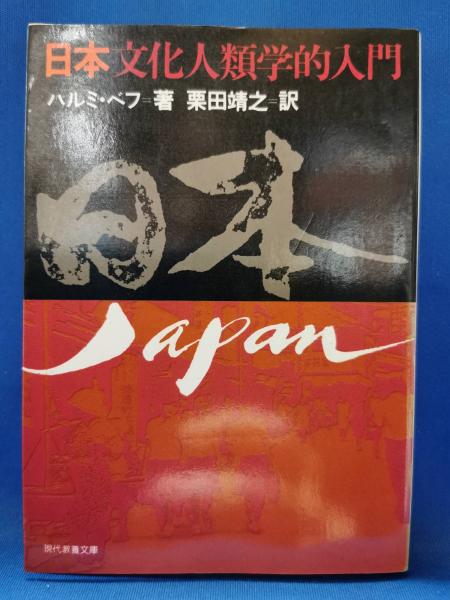 日本 文化人類学的入門
ハルミ・ベフ=著 栗田靖之=訳
日本
Japan
現代教養文庫